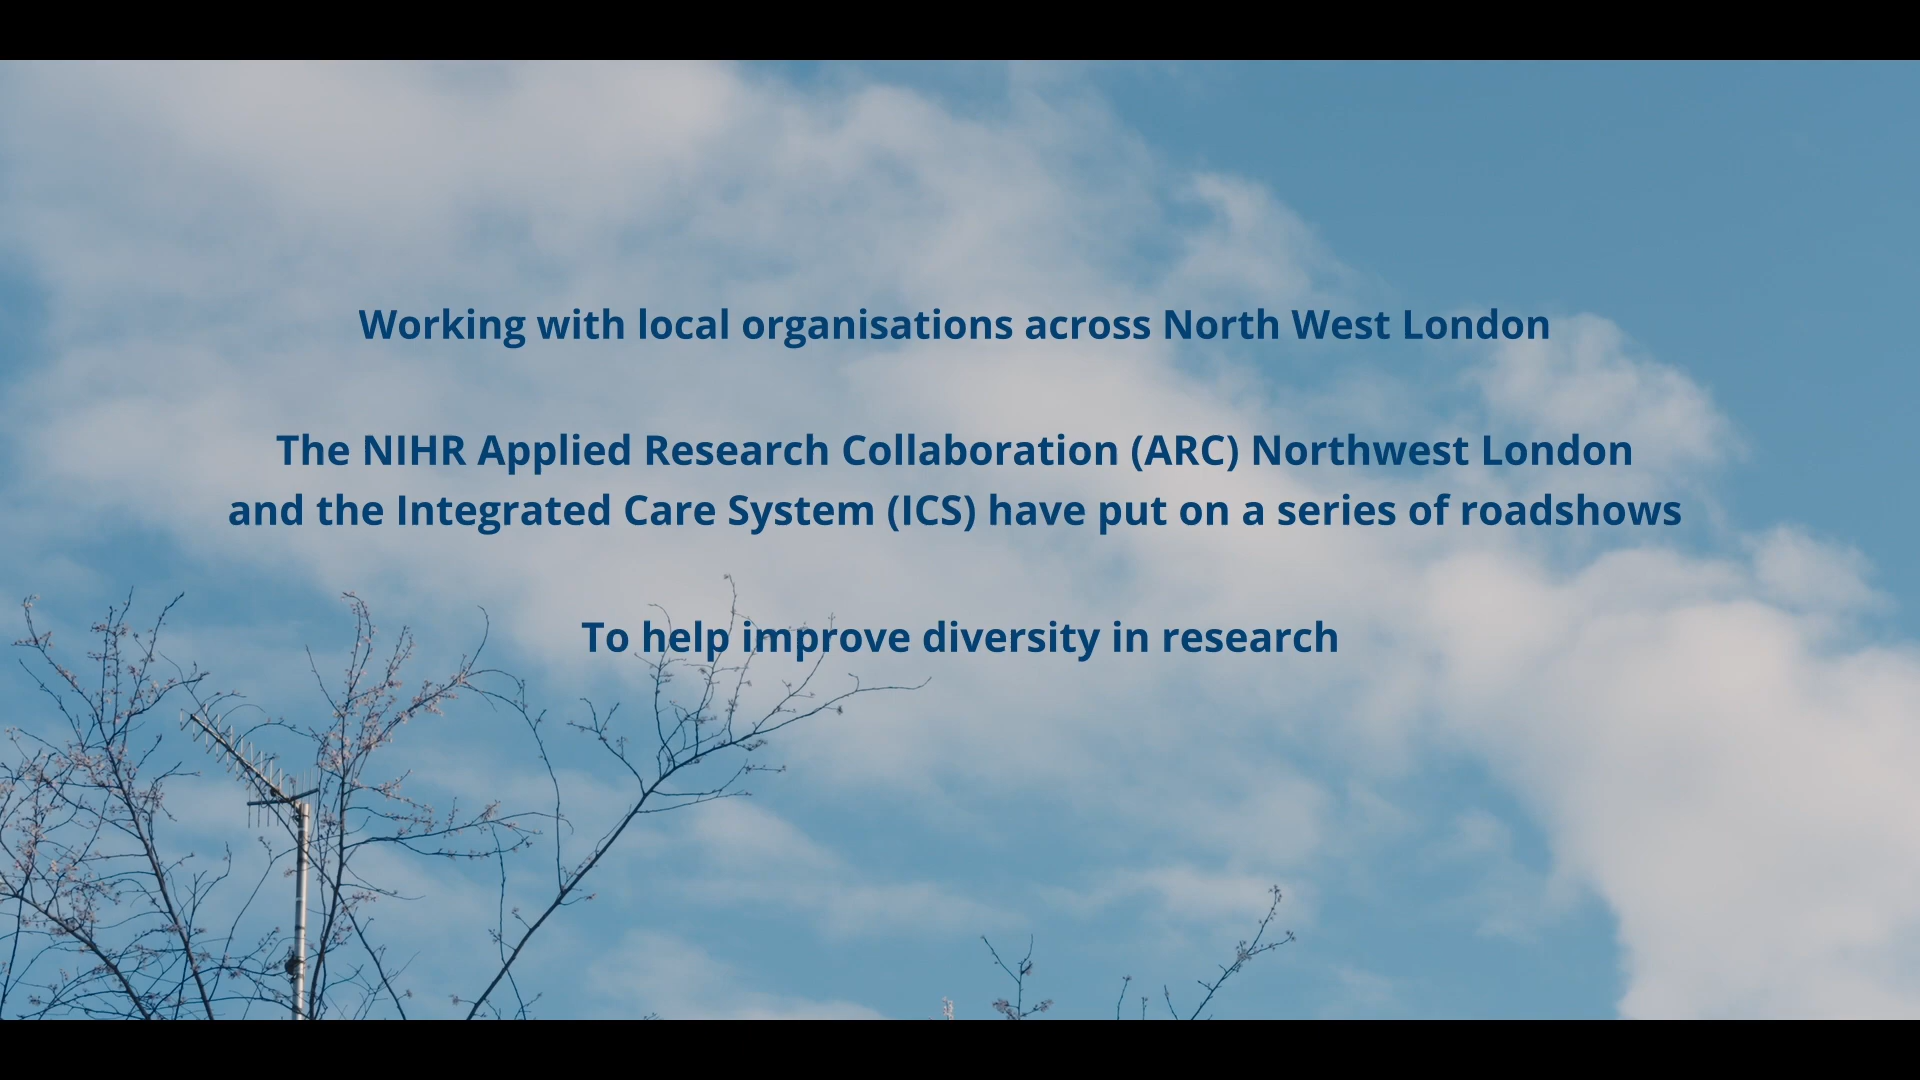 Working with local organisations across North West London
The NIHR Applied Research Collaboration (ARC) Northwest London
and the Integrated Care System (ICS) have put on a series of roadshows
To help improve diversity in research